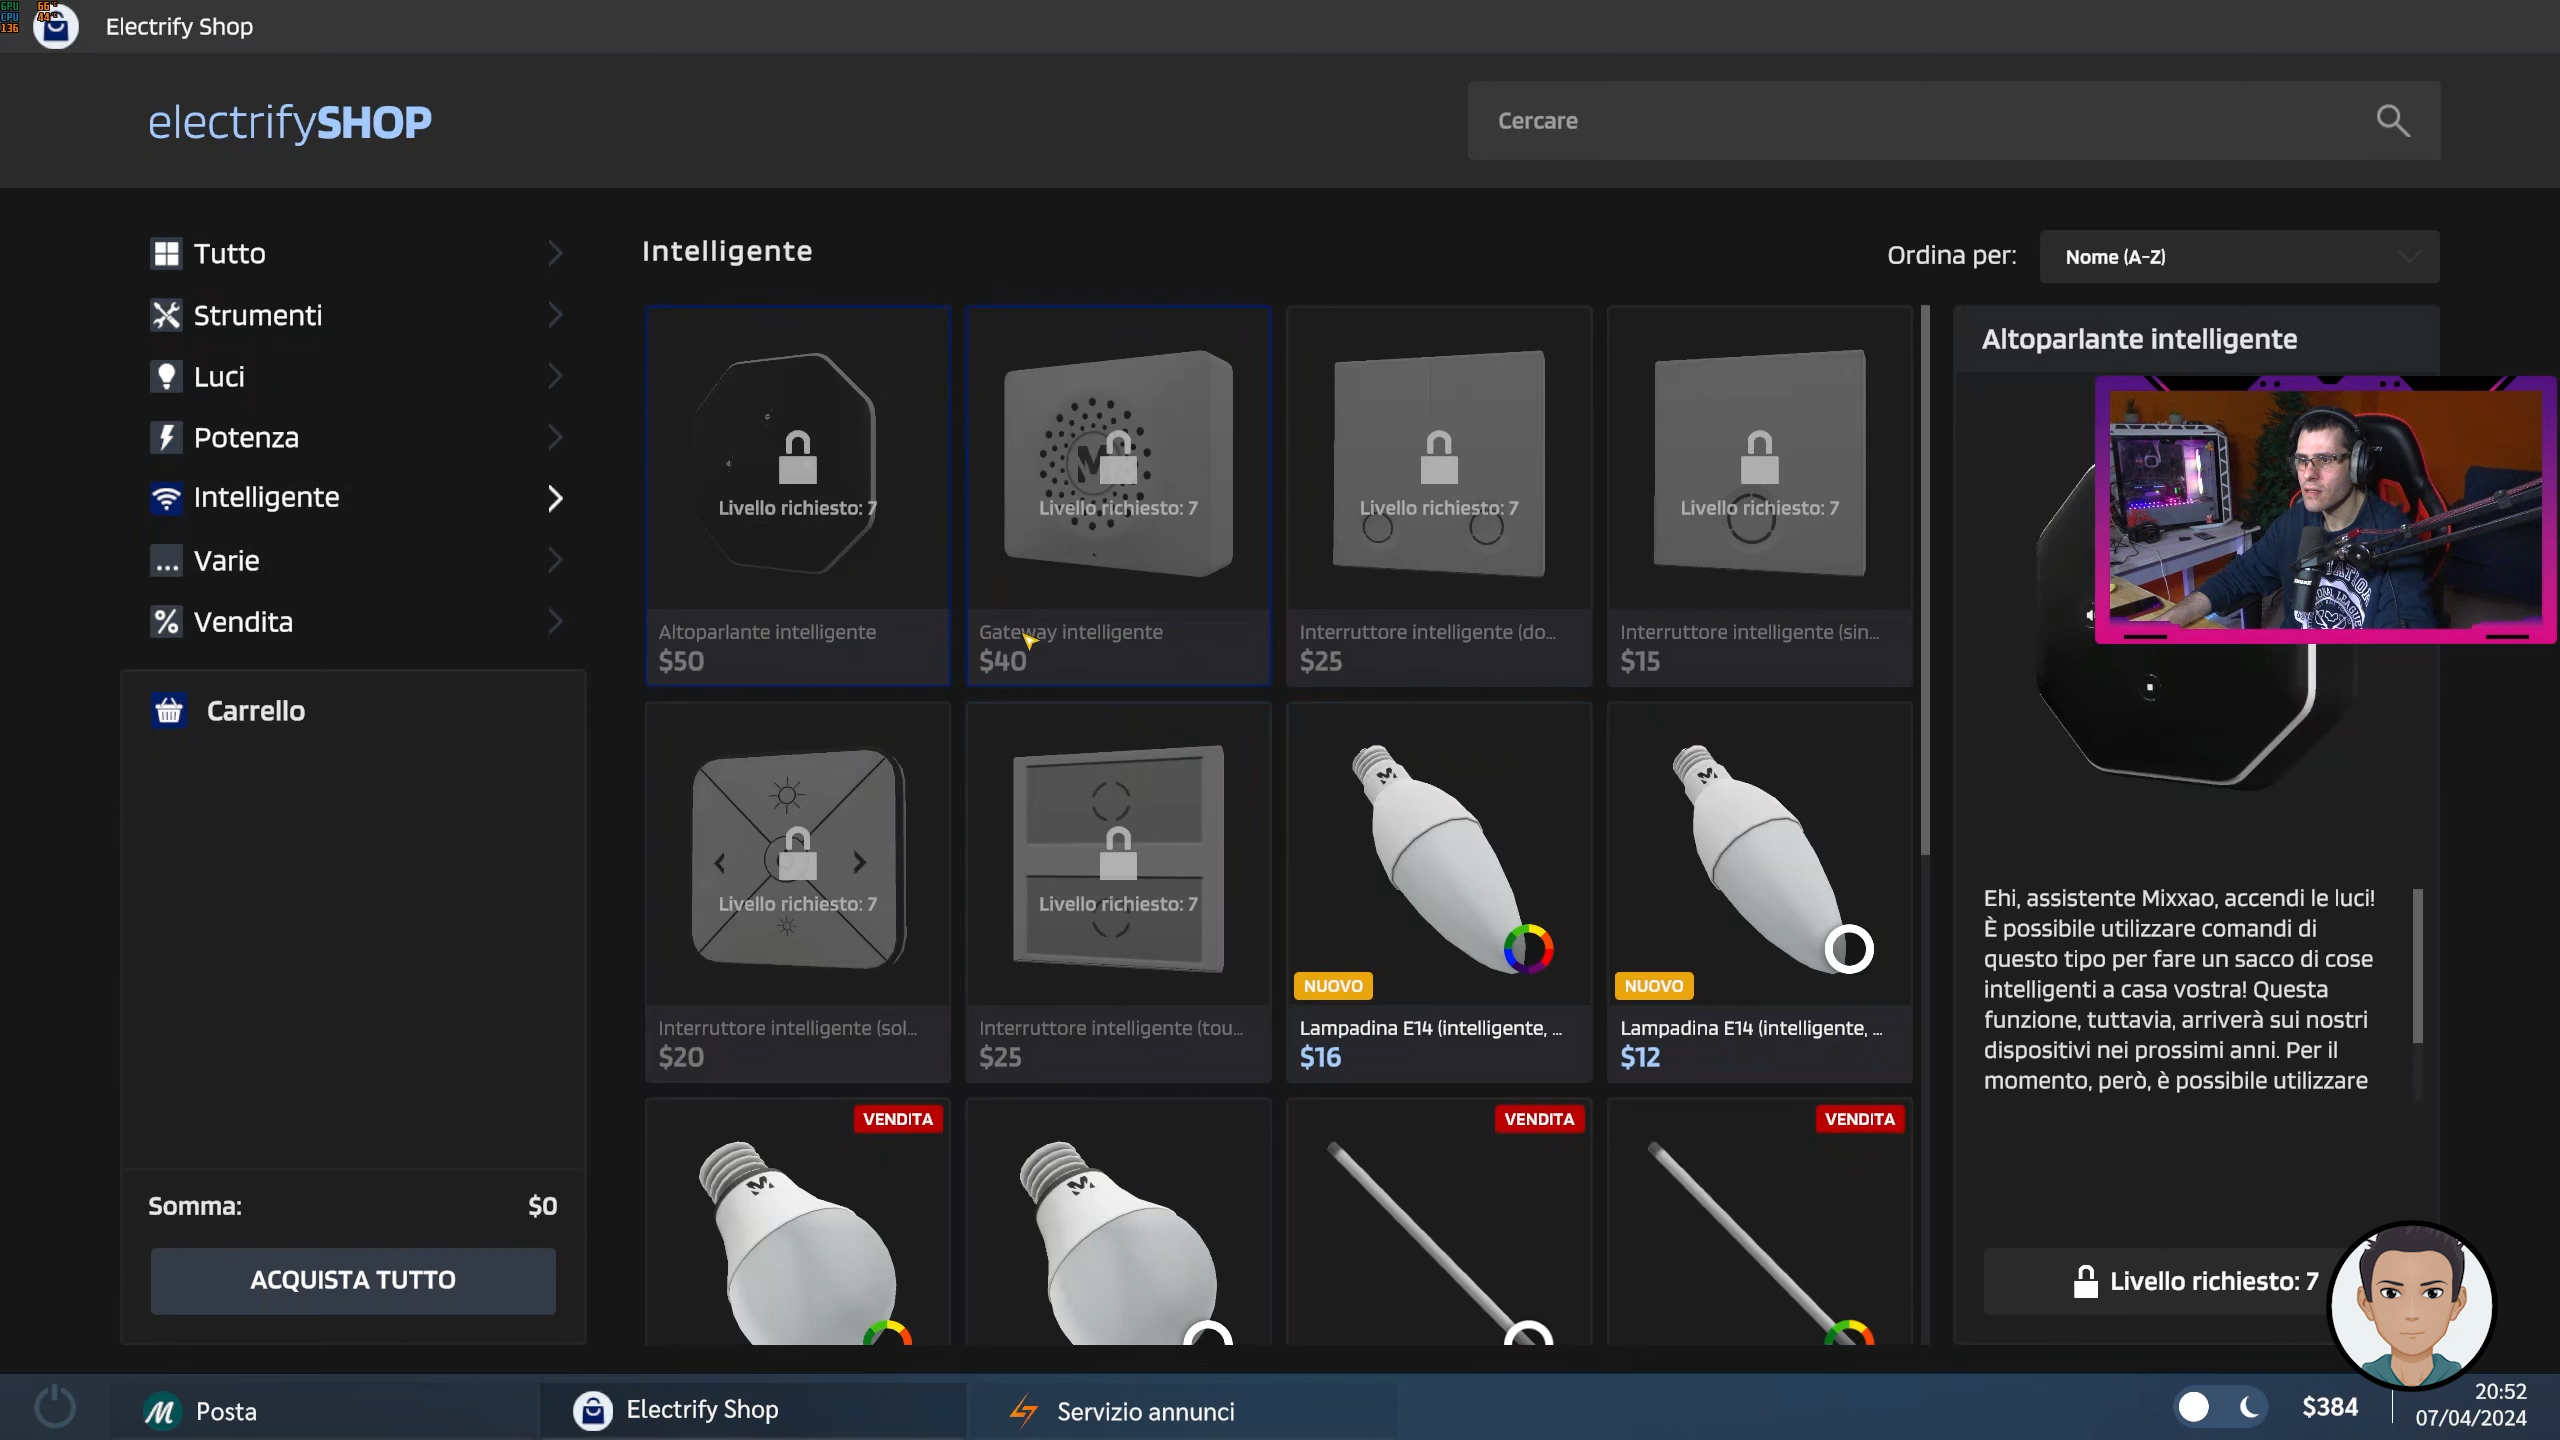 GPU 66°
CPU 44°
136
Electrify Shop
electrifySHOP
Cercare
Tutto
Strumenti
Luci
Potenza
Intelligente
Varie
Vendita
Carrello
Somma: $0
ACQUISTA TUTTO
Intelligente
Ordina per: Nome (A-Z)
Livello richiesto: 7
Altoparlante intelligente
$50
Livello richiesto: 7
Gateway intelligente
$40
Livello richiesto: 7
Interruttore intelligente (do...
$25
Livello richiesto: 7
Interruttore intelligente (sin...
$15
Livello richiesto: 7
Interruttore intelligente (sol...
$20
Livello richiesto: 7
Interruttore intelligente (tou...
$25
NUOVO
Lampadina E14 (intelligente, ...
$16
NUOVO
Lampadina E14 (intelligente, ...
$12
VENDITA
VENDITA
VENDITA
Altoparlante intelligente
Ehi, assistente Mixxao, accendi le luci!
È possibile utilizzare comandi di
questo tipo per fare un sacco di cose
intelligenti a casa vostra! Questa
funzione, tuttavia, arriverà sui nostri
dispositivi nei prossimi anni. Per il
momento, però, è possibile utilizzare
Livello richiesto: 7
Posta
Electrify Shop
Servizio annunci
$384
20:52
07/04/2024